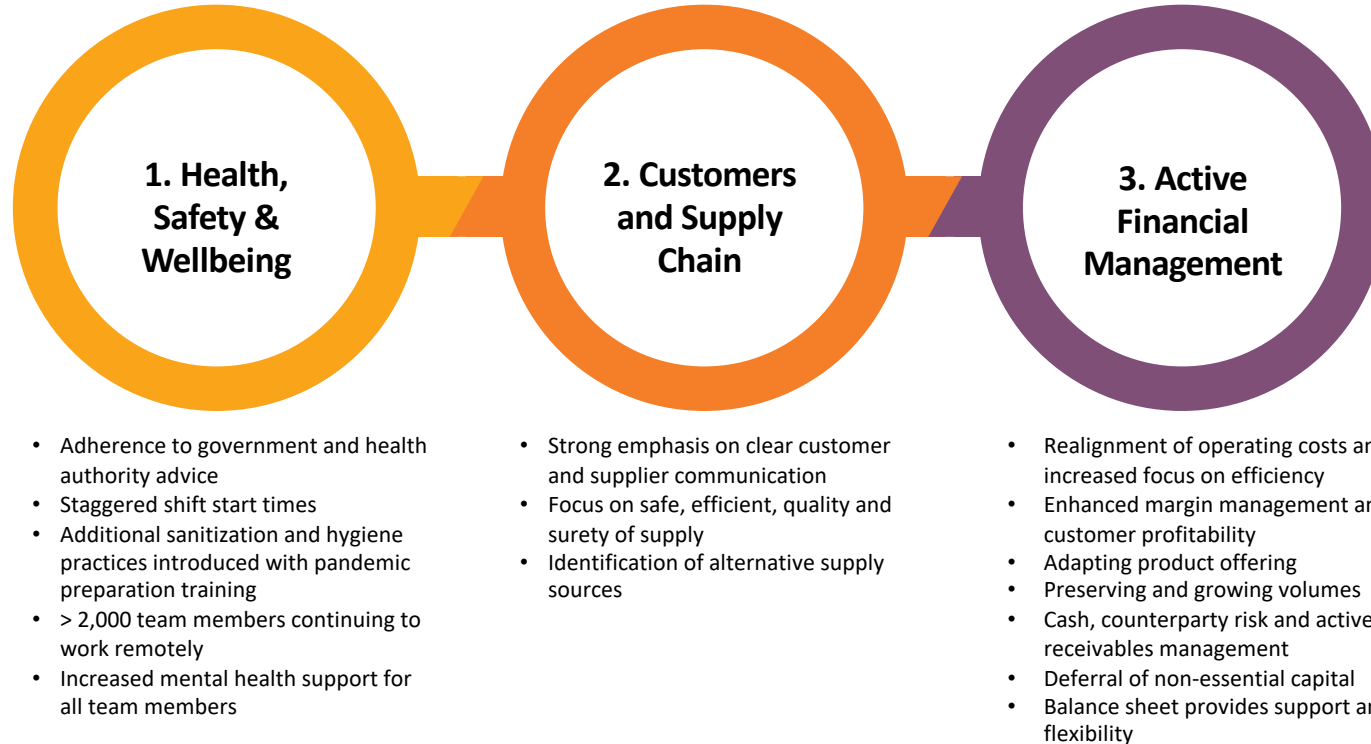 1. Health,
Safety &
Wellbeing
• Adherence to government and health
authority advice
• Staggered shift start times
• Additional sanitization and hygiene
practices introduced with pandemic
preparation training
• > 2,000 team members continuing to
work remotely
• Increased mental health support for
all team members
2. Customers
and Supply
Chain
• Strong emphasis on clear customer
and supplier communication
• Focus on safe, efficient, quality and
surety of supply
• Identification of alternative supply
sources
3. Active
Financial
Management
• Realignment of operating costs
increased focus on efficiency
• Enhanced margin management
customer profitability
• Adapting product offering
• Preserving and growing volumes
• Cash, counterparty risk and active
receivables management
• Deferral of non-essential capital
• Balance sheet provides support
flexibility